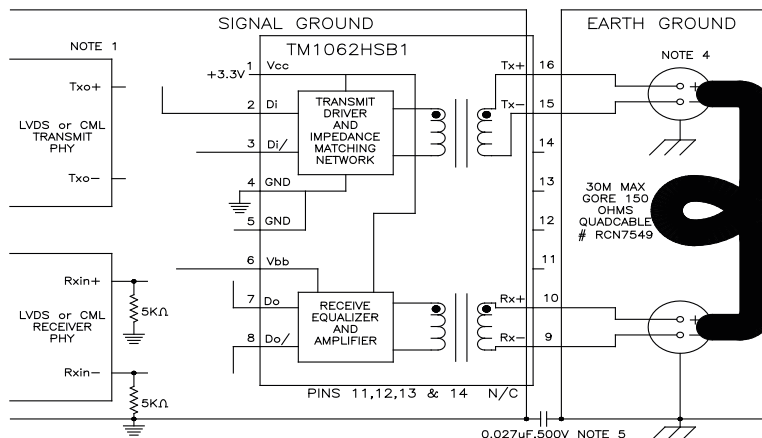 SIGNAL GROUND
EARTH GROUND
NOTE 1
TM1062HSB1
NOTE 4
1 Vcc
+3.3V
Tx+ 16
Txo+
LVDS or CML
TRANSMIT
PHY
Txo-
2 Di
3 Di/
4 GND
5 GND
6 Vbb
TRANSMIT
DRIVER
AND
IMPEDANCE
MATCHING
NETWORK
Tx- 15
14
13
12
11
+
-
30M MAX
GORE 150
OHMS
QUADCABLE
# RCN7549
Rxin+
5KΩ
LVDS or CML
RECEIVER
PHY
Rxin-
5KΩ
7 Do
8 Do/
RECEIVE
EQUALIZER
AND
AMPLIFIER
Rx+ 10
Rx- 9
+
-
PINS 11,12,13 & 14 N/C
0.027uF,500V NOTE 5